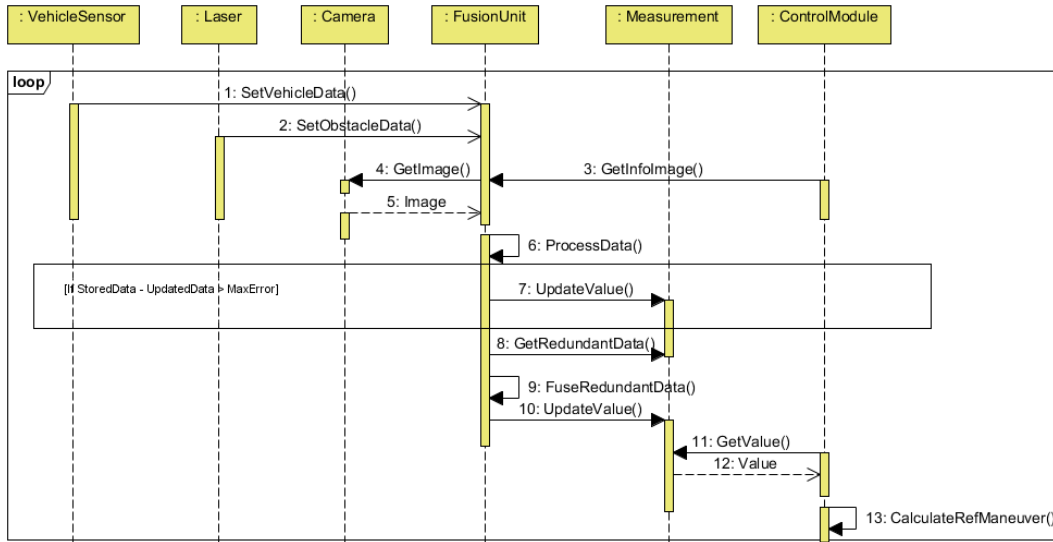 : VehicleSensor
: Laser
: Camera
: FusionUnit
: Measurement
: ControlModule
loop
1: SetVehicleData()
2: SetObstacleData()
3: GetInfoImage()
4: GetImage()
5: Image
6: ProcessData()
[If StoredData - UpdatedData > MaxError]
7: UpdateValue()
8: GetRedundantData()
9: FuseRedundantData()
10: UpdateValue()
11: GetValue()
12: Value
13: CalculateRefManeuver()